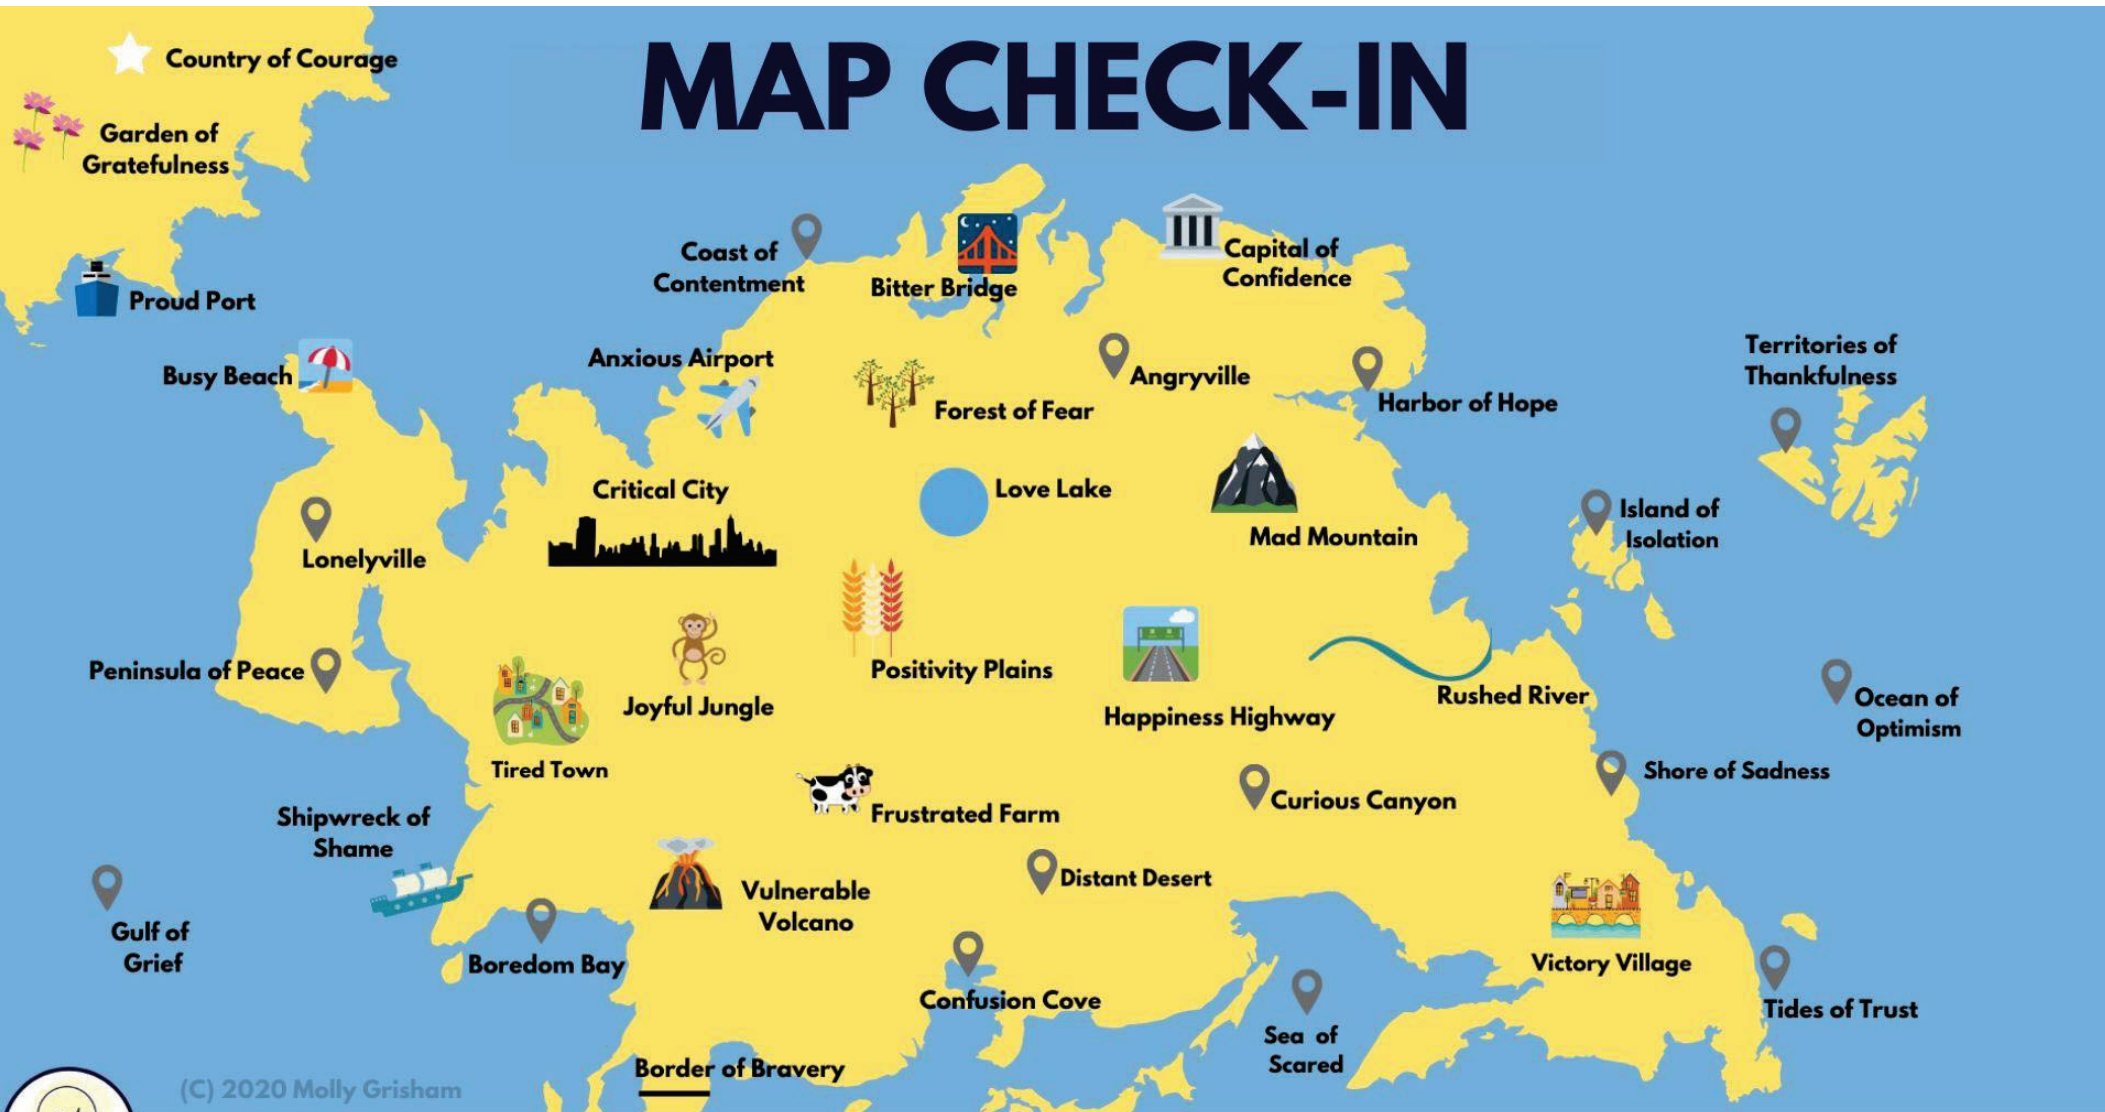 MAP CHECK-IN
Country of Courage
Garden of
Gratefulness
Proud Port
Busy Beach
Coast of
Contentment
Bitter Bridge
Capital of
Confidence
Anxious Airport
Forest of Fear
Angryville
Harbor of Hope
Territories of
Thankfulness
Critical City
Love Lake
Mad Mountain
Island of
Isolation
Lonelyville
Peninsula of Peace
Joyful Jungle
Positivity Plains
Happiness Highway
Rushed River
Ocean of
Optimism
Tired Town
Shore of Sadness
Shipwreck of
Shame
Frustrated Farm
Curious Canyon
Vulnerable
Volcano
Distant Desert
Gulf of
Grief
Boredom Bay
Confusion Cove
Victory Village
Tides of Trust
Sea of
Scared
Border of Bravery
(C) 2020 Molly Grisham